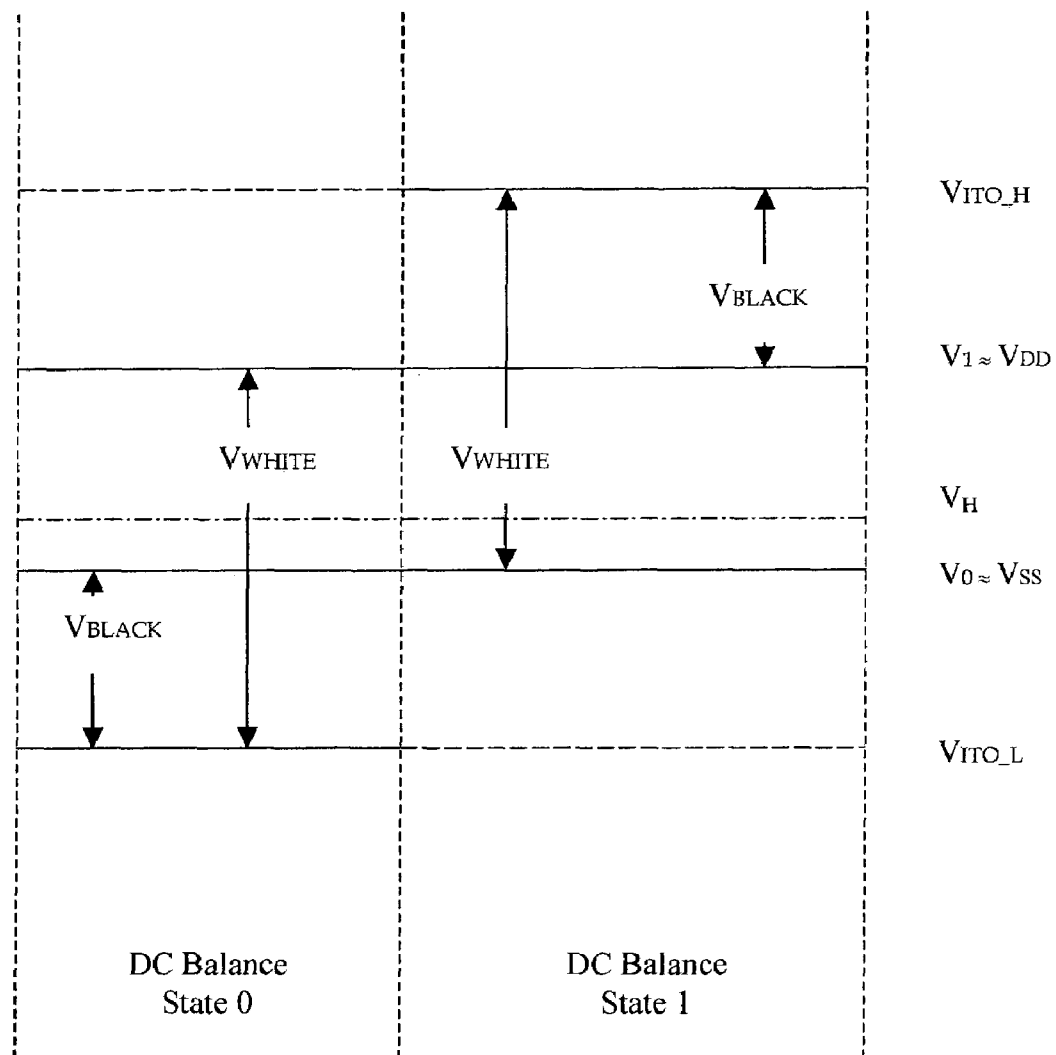 VITO_H
VBLACK
V1 ≈ VDD
VWHITE VWHITE
VH
V0 ≈ VSS
VBLACK
VITO_L
DC Balance DC Balance
State 0 State 1